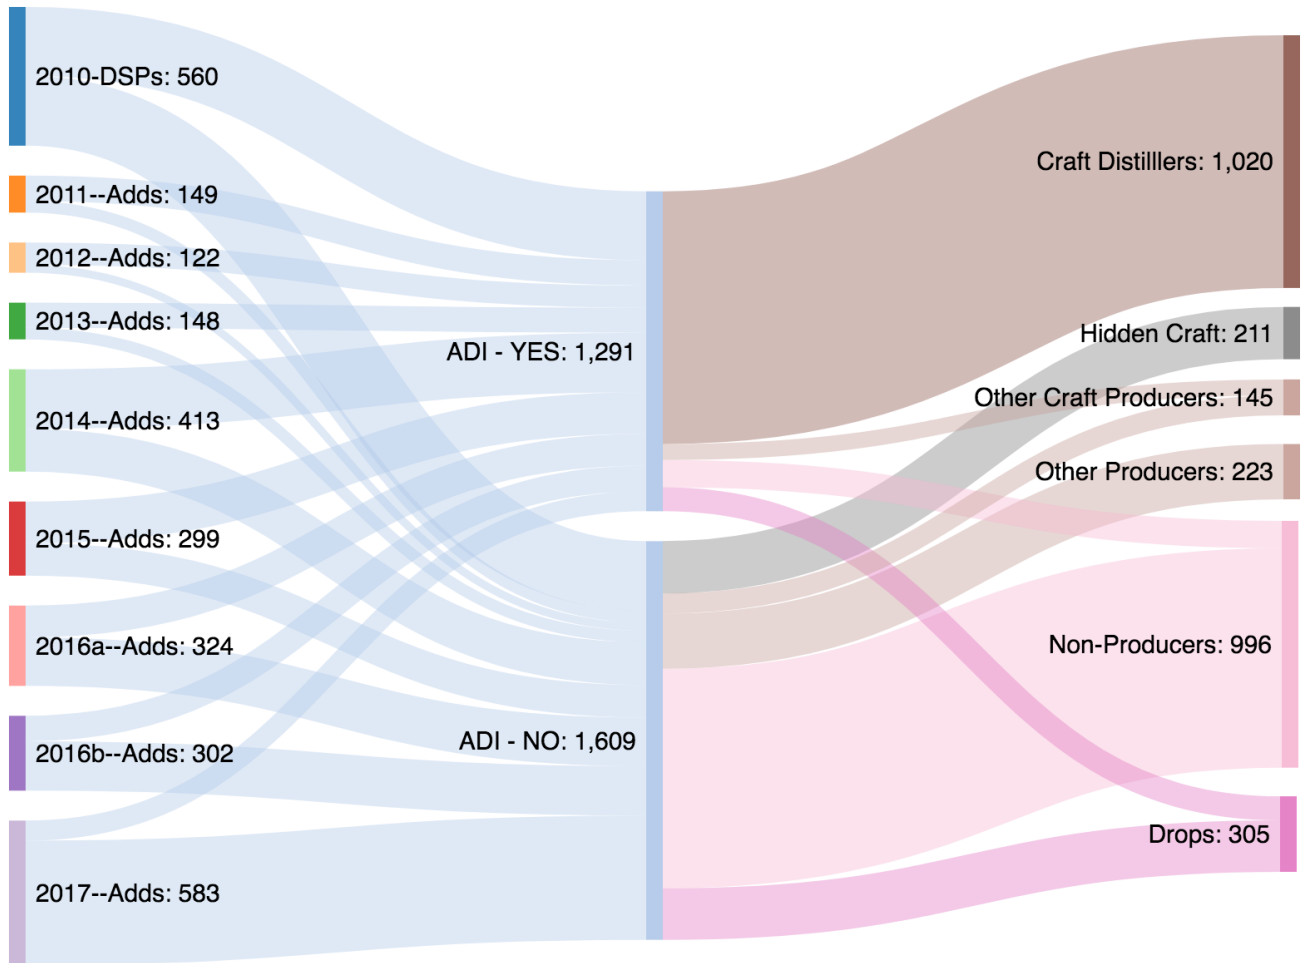 2010-DSPs: 560
2011--Adds: 149
2012--Adds: 122
2013--Adds: 148
2014--Adds: 413
2015--Adds: 299
2016a--Adds: 324
2016b--Adds: 302
2017--Adds: 583
ADI - YES: 1,291
ADI - NO: 1,609
Craft Distilllers: 1,020
Hidden Craft: 211
Other Craft Producers: 145
Other Producers: 223
Non-Producers: 996
Drops: 305